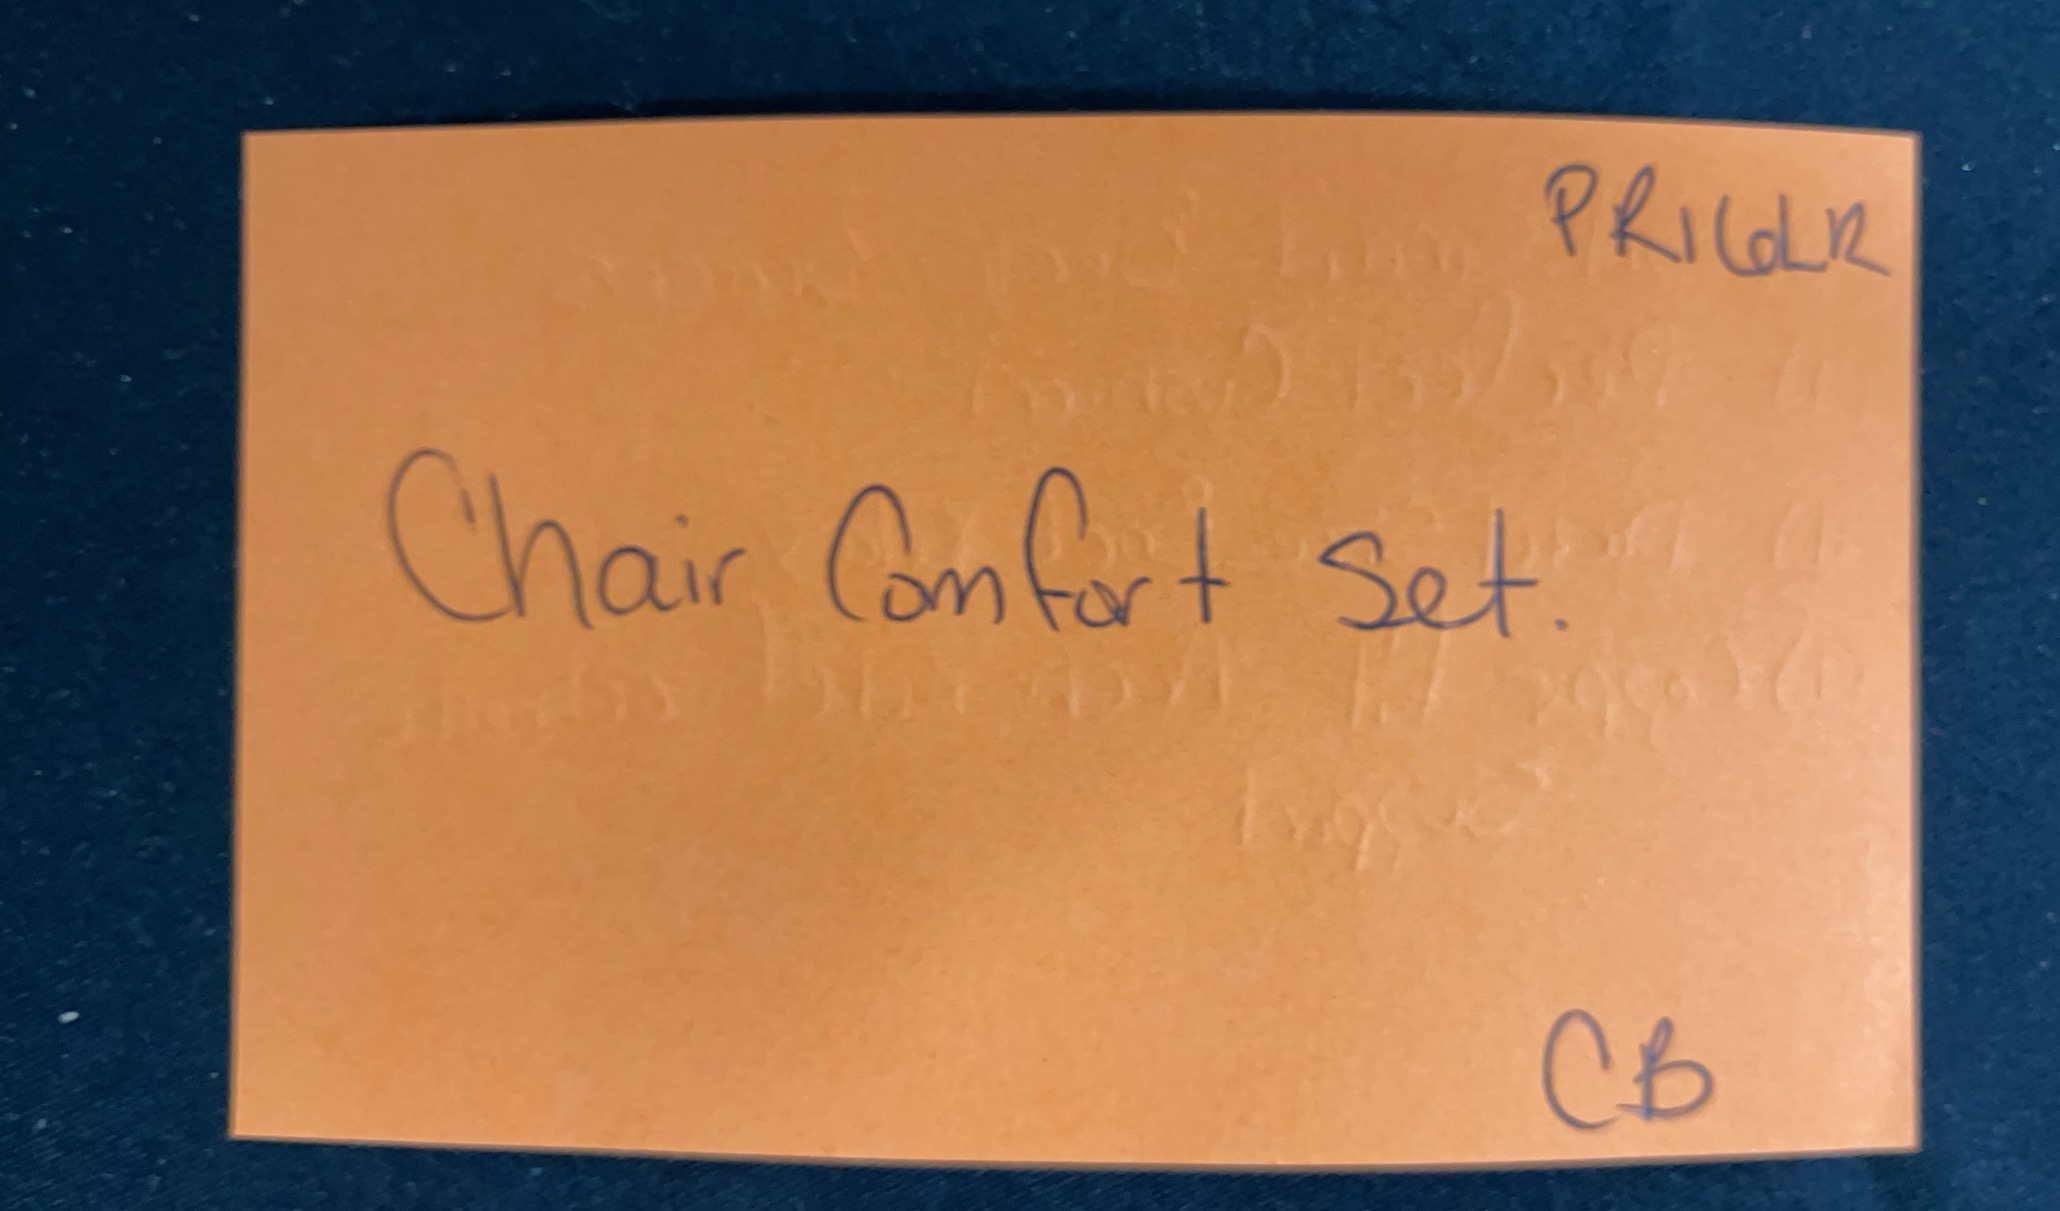 PR16LR
Chair Comfort Set.
CB